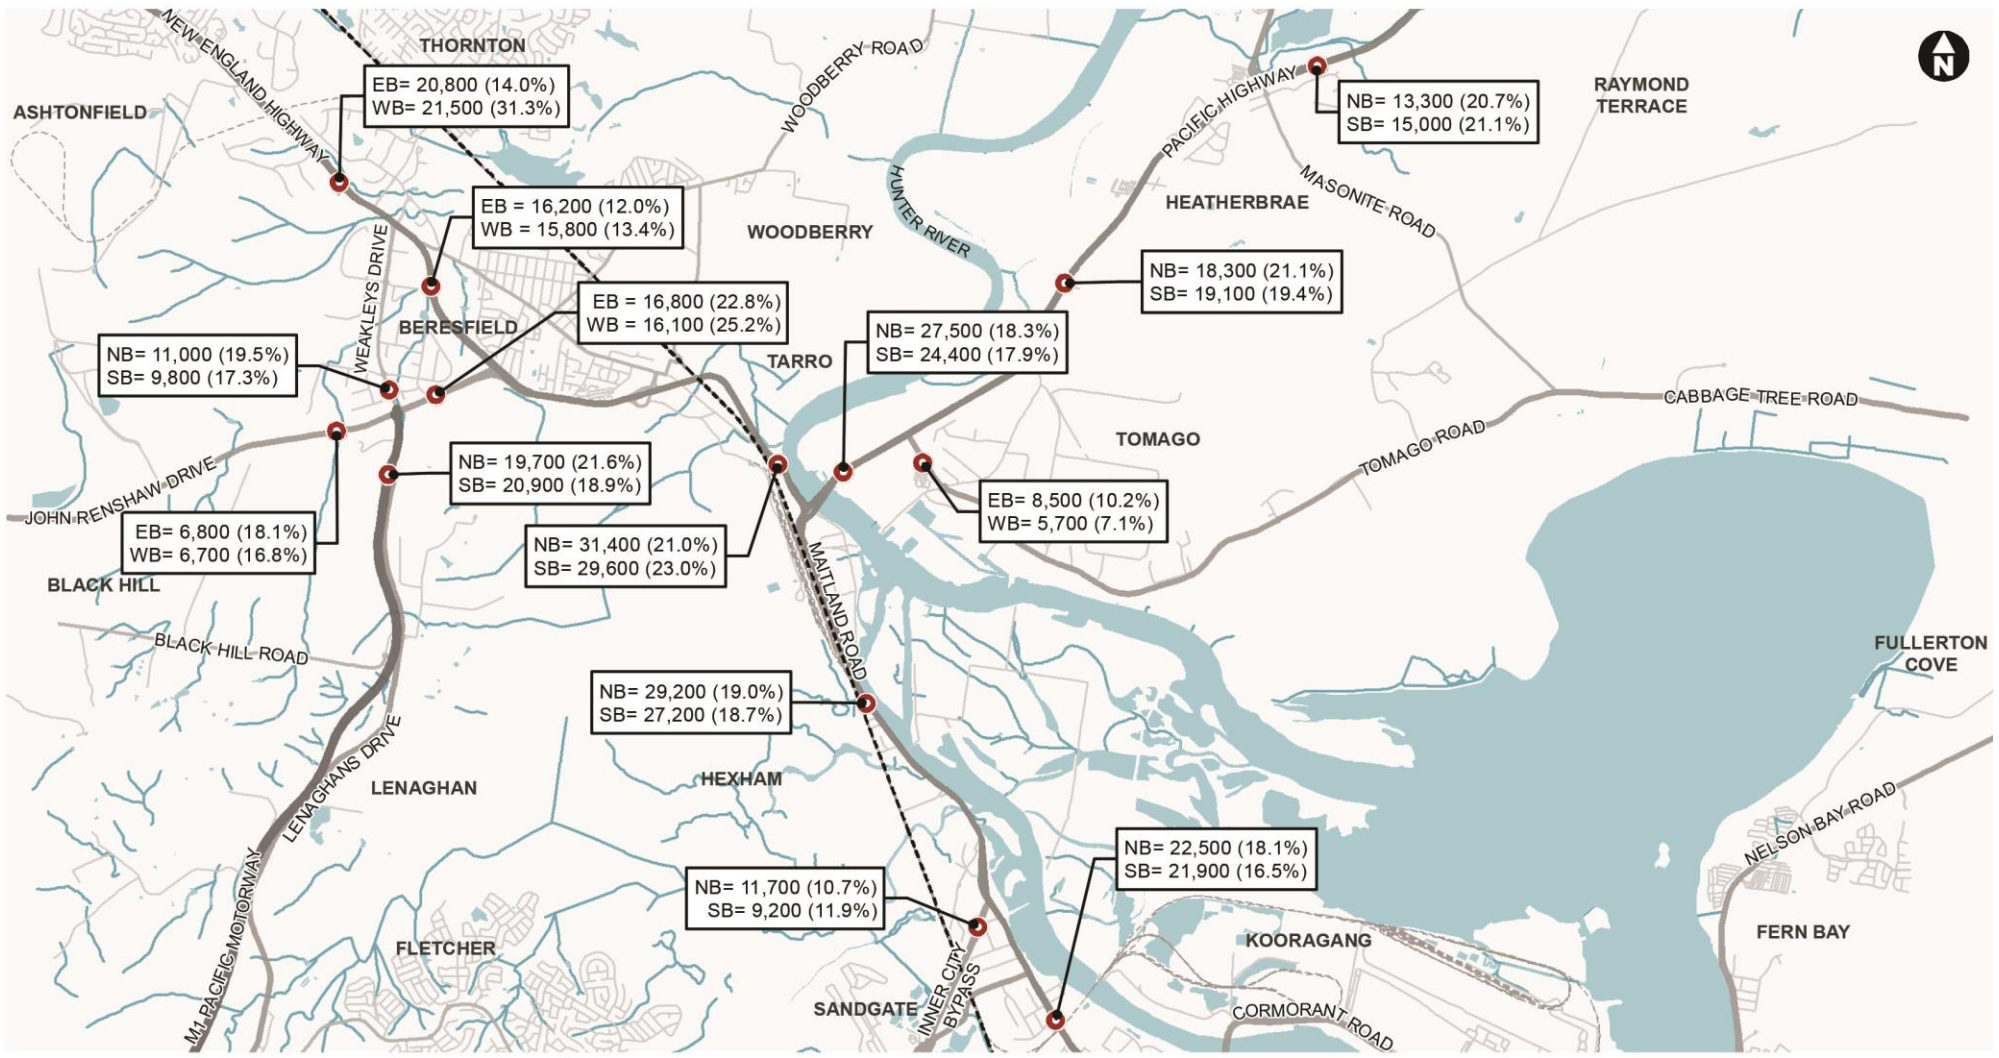 NEW ENGLAND HIGHWAY
THORNTON
WOODBERRY ROAD
N
EB= 20,800 (14.0%)
WB= 21,500 (31.3%)
ASHTONFIELD
PACIFIC HIGHWAY
NB= 13,300 (20.7%)
SB= 15,000 (21.1%)
RAYMOND
TERRACE
HUNTER RIVER
MASONITE ROAD
HEATHERBRAE
EB = 16,200 (12.0%)
WB = 15,800 (13.4%)
WOODBERRY
WEAKLEYS DRIVE
NB= 18,300 (21.1%)
SB= 19,100 (19.4%)
EB = 16,800 (22.8%)
WB= 16,100 (25.2%)
BERESFIELD
NB= 27,500 (18.3%)
SB= 24,400 (17.9%)
NB= 11,000 (19.5%)
SB= 9,800 (17.3%)
TARRO
CABBAGE TREE ROAD
TOMAGO
TOMAGO ROAD
NB= 19,700 (21.6%)
SB= 20,900 (18.9%)
JOHN RENSHAW DRIVE
EB= 8,500 (10.2%)
WB= 5,700 (7.1%)
EB= 6,800 (18.1%)
WB= 6,700 (16.8%)
NB= 31,400 (21.0%)
SB= 29,600 (23.0%)
BLACK HILL
MAITLAND ROAD
BLACK HILL ROAD
FULLERTON
COVE
NB= 29,200 (19.0%)
SB= 27,200 (18.7%)
LENAGHANS DRIVE
LENAGHAN
HEXHAM
NELSON BAY ROAD
NB= 22,500 (18.1%)
SB= 21,900 (16.5%)
NB= 11,700 (10.7%)
SB= 9,200 (11.9%)
M1 PACIFIC MOTORWAY
FLETCHER
KOORAGANG
FERN BAY
SANDGATE
INNER CITY
BYPASS
CORMORANT ROAD